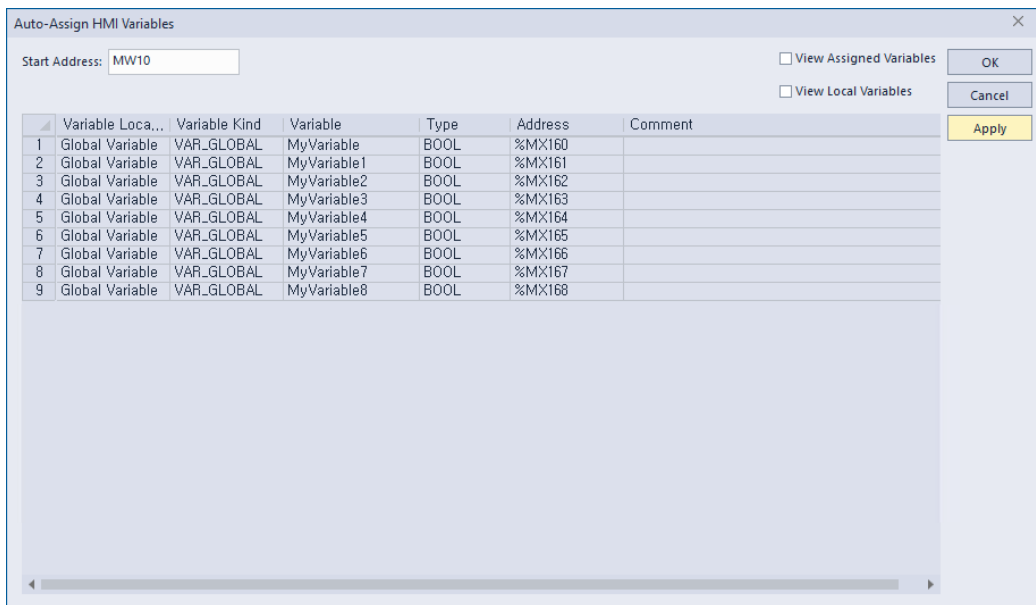 Auto-Assign HMI Variables
Start Address: MW10
View Assigned Variables
OK
View Local Variables
Cancel
Apply
Variable Loca... Variable Kind Variable Type Address Comment
1 Global Variable VAR_GLOBAL MyVariable BOOL %MX160
2 Global Variable VAR_GLOBAL MyVariable1 BOOL %MX161
3 Global Variable VAR_GLOBAL MyVariable2 BOOL %MX162
4 Global Variable VAR_GLOBAL MyVariable3 BOOL %MX163
5 Global Variable VAR_GLOBAL MyVariable4 BOOL %MX164
6 Global Variable VAR_GLOBAL MyVariable5 BOOL %MX165
7 Global Variable VAR_GLOBAL MyVariable6 BOOL %MX166
8 Global Variable VAR_GLOBAL MyVariable7 BOOL %MX167
9 Global Variable VAR_GLOBAL MyVariable8 BOOL %MX168